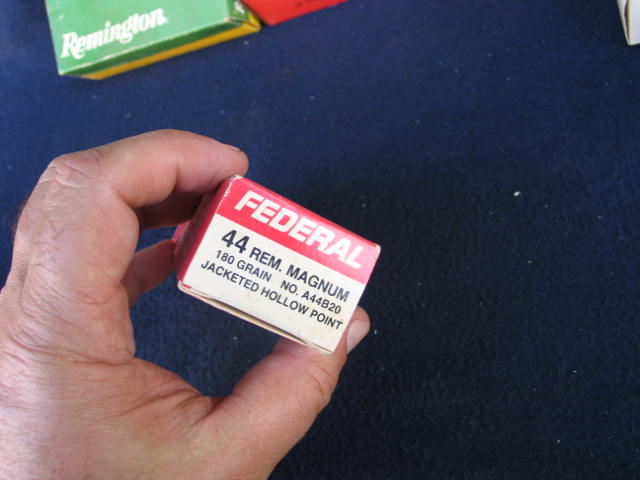 Remington.
FEDERAL
44 REM. MAGNUM
180 GRAIN NO. A44B20
JACKETED HOLLOW POINT